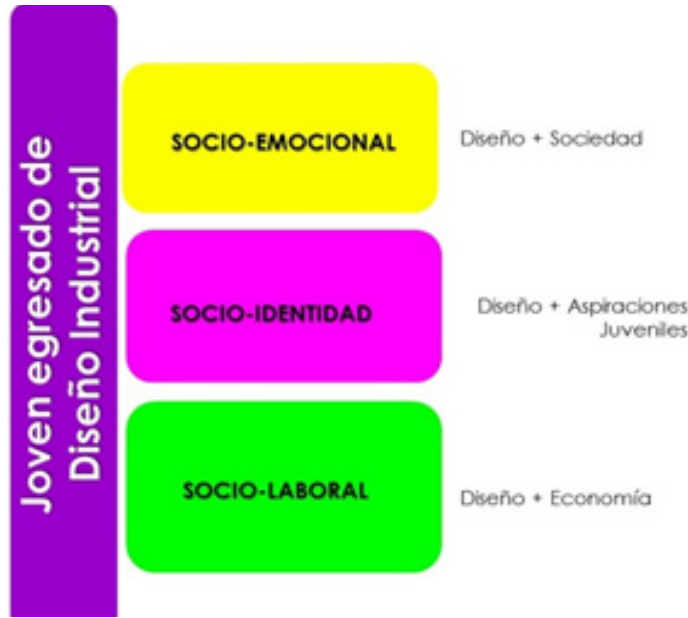 Joven egresado de
Diseño Industrial
SOCIO-EMOCIONAL
Diseño + Sociedad
SOCIO-IDENTIDAD
Diseño + Aspiraciones
Juveniles
SOCIO-LABORAL
Diseño + Economía